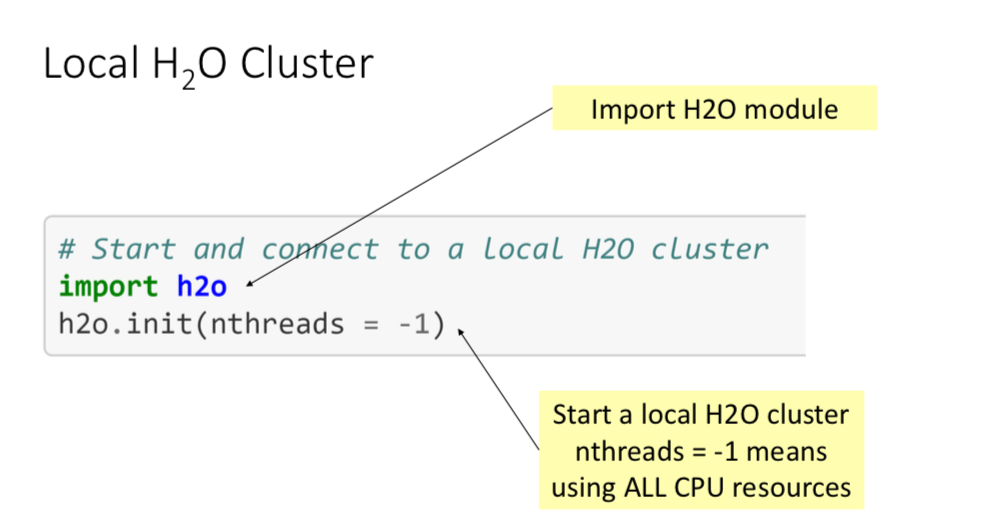 Local H₂O Cluster
Import H2O module
# Start and connect to a local H2O cluster
import h2o
h2o.init(nthreads = -1)
Start a local H2O cluster
nthreads = -1 means
using ALL CPU resources